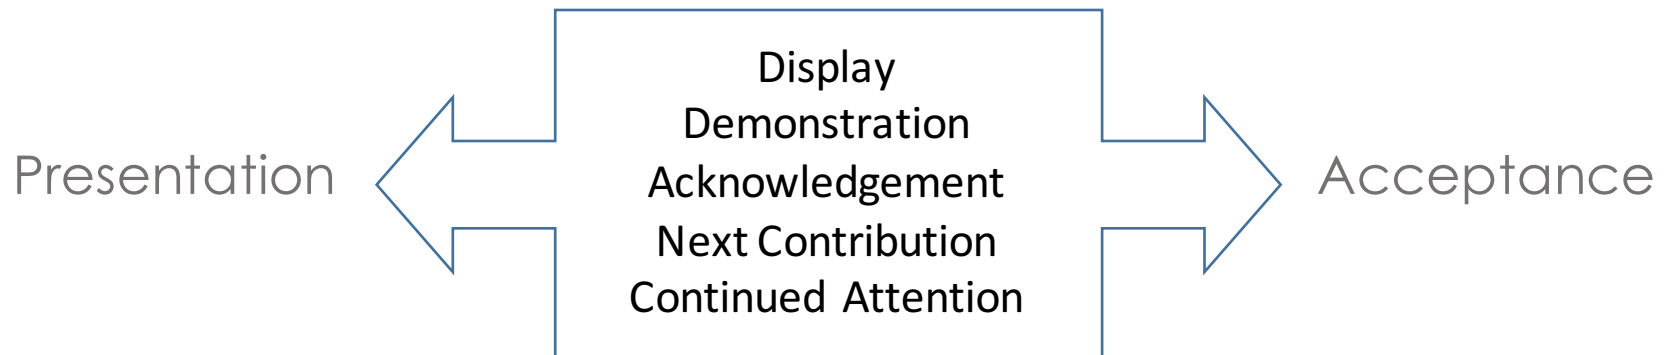 Presentation
Display
Demonstration
Acknowledgement
Next Contribution
Continued Attention
Acceptance